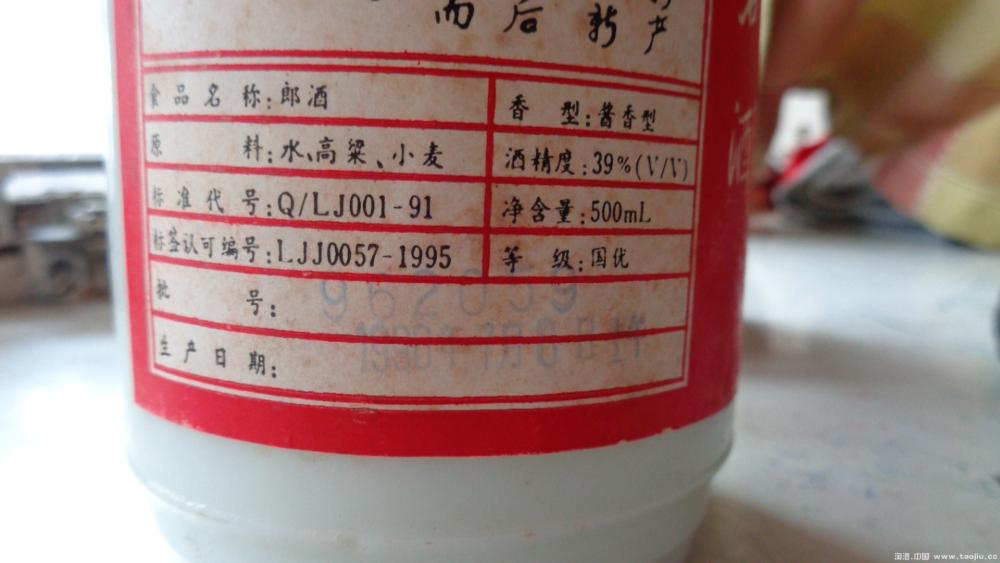 而后新产
食品名称:郎酒
香型:酱香型
原料:水、高粱、小麦
酒精度:39%(V/V)
标准代号:Q/LJ001-91
净含量:500mL
标签认可编号:LJJ0057-1995
等级:国优
批号:
962059
生产日期:
酒
淘酒.中国 www.taojiu.cc